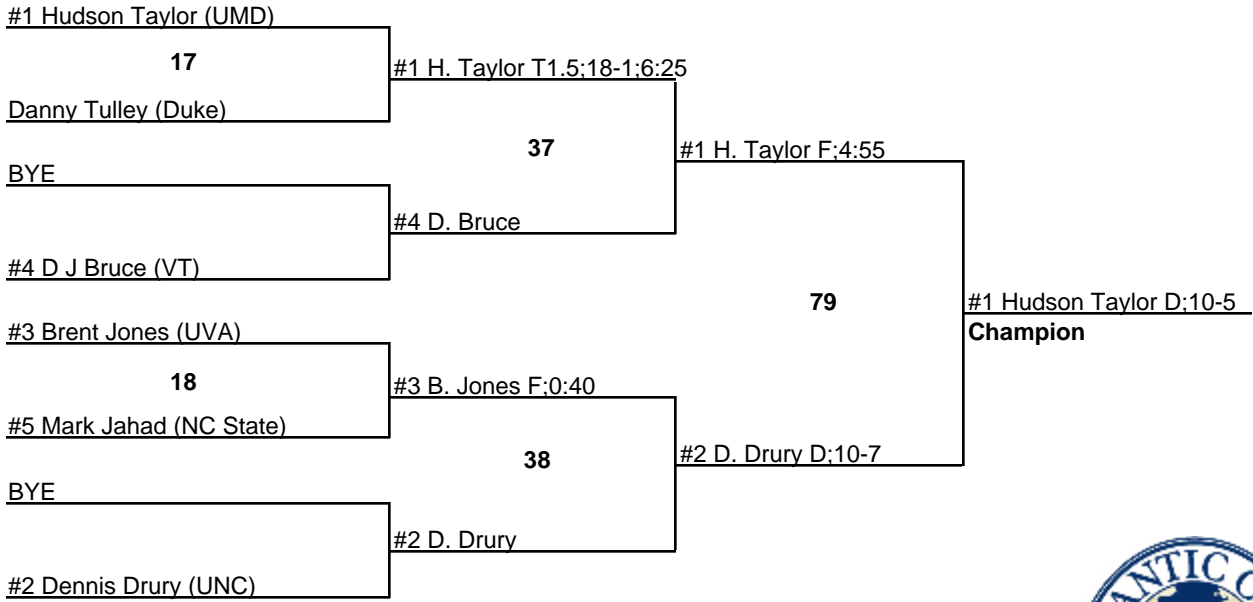 #1 Hudson Taylor (UMD)
17
#1 H. Taylor T1.5;18-1;6:25
Danny Tulley (Duke)
37
#1 H. Taylor F;4:55
BYE
#4 D. Bruce
#4 D J Bruce (VT)
79
#1 Hudson Taylor D;10-5
Champion
#3 Brent Jones (UVA)
18
#3 B. Jones F;0:40
#5 Mark Jahad (NC State)
38
#2 D. Drury D;10-7
BYE
#2 D. Drury
#2 Dennis Drury (UNC)